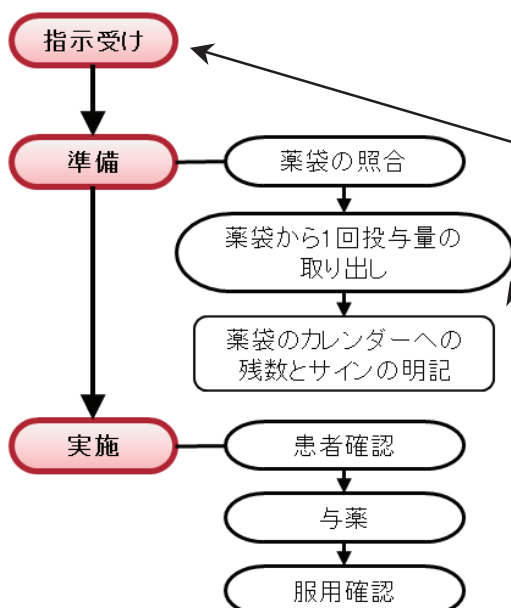 指示受け
準備
薬袋の照合
薬袋から1回投与量の
取り出し
薬袋のカレンダーへの
残数とサインの明記
実施
患者確認
与薬
服用確認